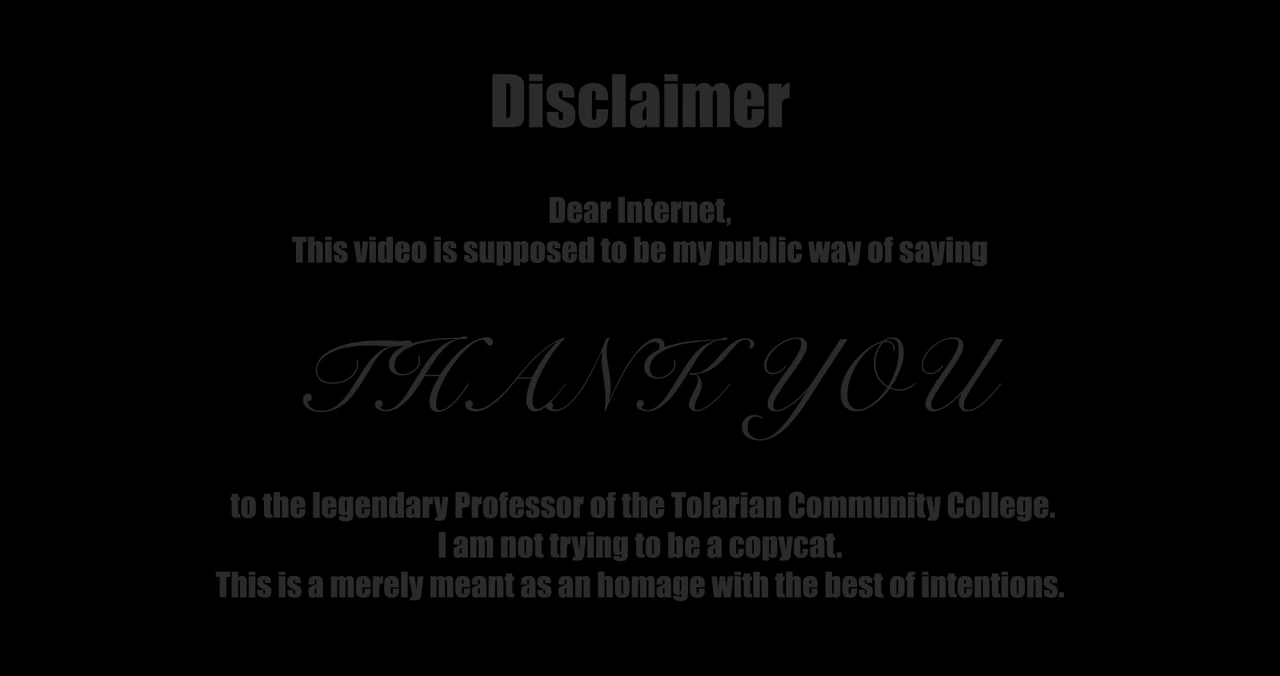 Disclaimer
Dear Internet,
This video is supposed to be my public way of saying
THANK YOU
to the legendary Professor of the Tolarian Community College.
I am not trying to be a copycat.
This is a merely meant as an homage with the best of intentions.